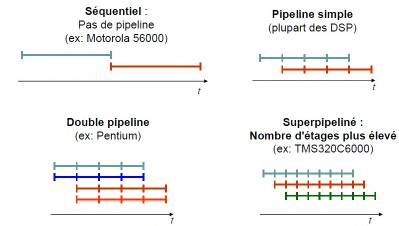 Séquentiel :
Pas de pipeline
(ex: Motorola 56000)
t
Pipeline simple
(plupart des DSP)
t
Double pipeline
(ex: Pentium)
t
Superpipeliné :
Nombre d'étages plus élevé
(ex: TMS320C6000)
t